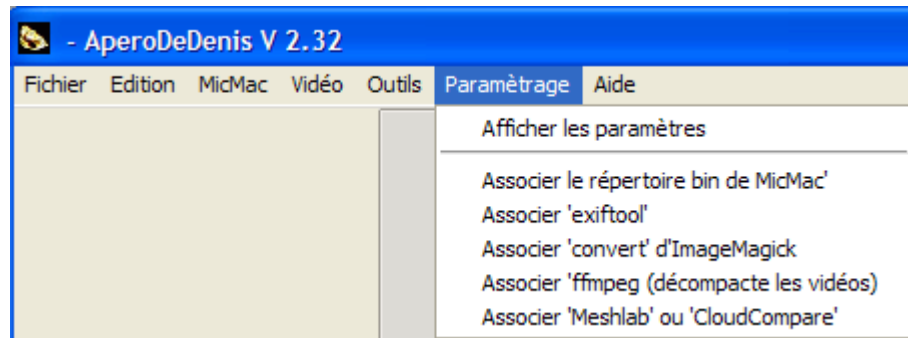 - AperoDeDenis V 2.32
Fichier Edition MicMac Vidéo Outils Paramètrage Aide
Afficher les paramètres
Associer le répertoire bin de MicMac'
Associer 'exiftool'
Associer 'convert' d'ImageMagick
Associer 'ffmpeg (décompacte les vidéos)
Associer 'Meshlab' ou 'CloudCompare'